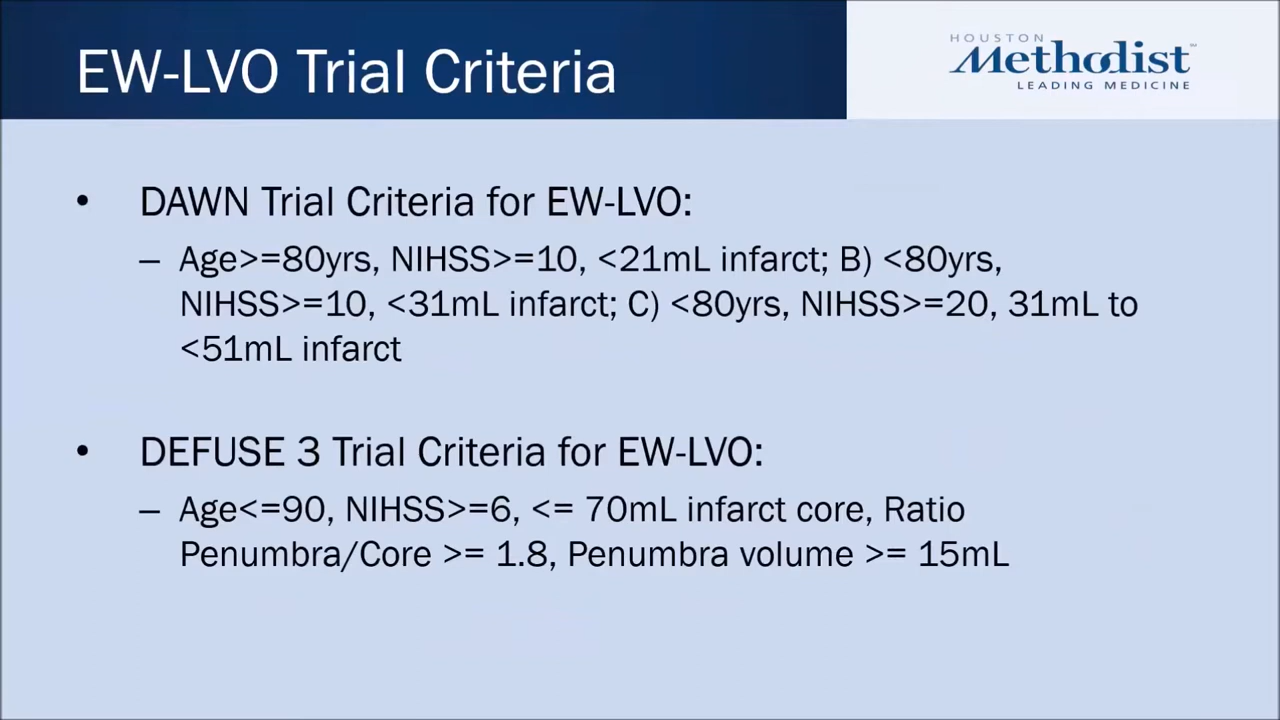 EW-LVO Trial Criteria
HOUSTON
Methodist
LEADING MEDICINE
• DAWN Trial Criteria for EW-LVO:
– Age>=80yrs, NIHSS>=10, <21mL infarct; B) <80yrs,
NIHSS>=10, <31mL infarct; C) <80yrs, NIHSS>=20, 31mL to
<51mL infarct
• DEFUSE 3 Trial Criteria for EW-LVO:
– Age<=90, NIHSS>=6, <= 70mL infarct core, Ratio
Penumbra/Core >= 1.8, Penumbra volume >= 15mL